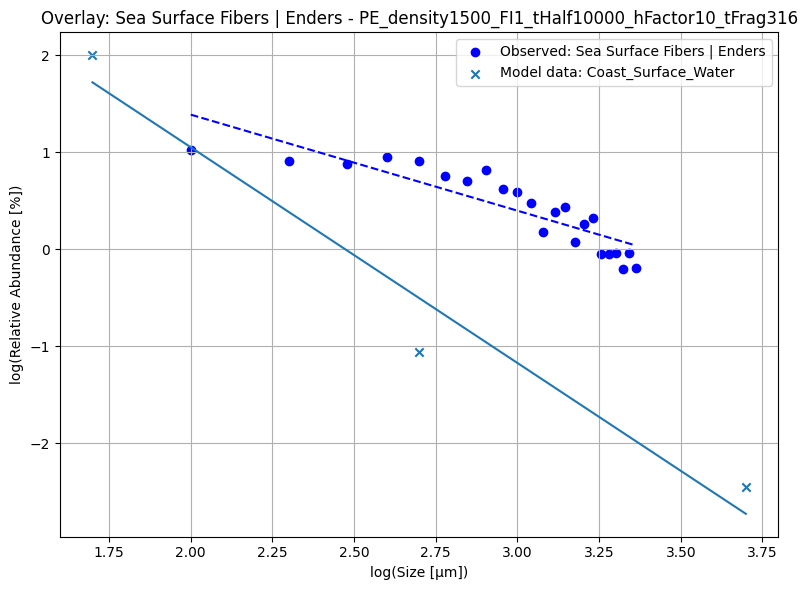 Overlay: Sea Surface Fibers | Enders - PE_density1500_FI1_tHalf10000_hFactor10_tFrag316
Observed: Sea Surface Fibers | Enders
Model data: Coast_Surface_Water
log(Relative Abundance [%])
2
1
0
−1
−2
1.75
2.00
2.25
2.50
2.75
3.00
3.25
3.50
3.75
log(Size [µm])